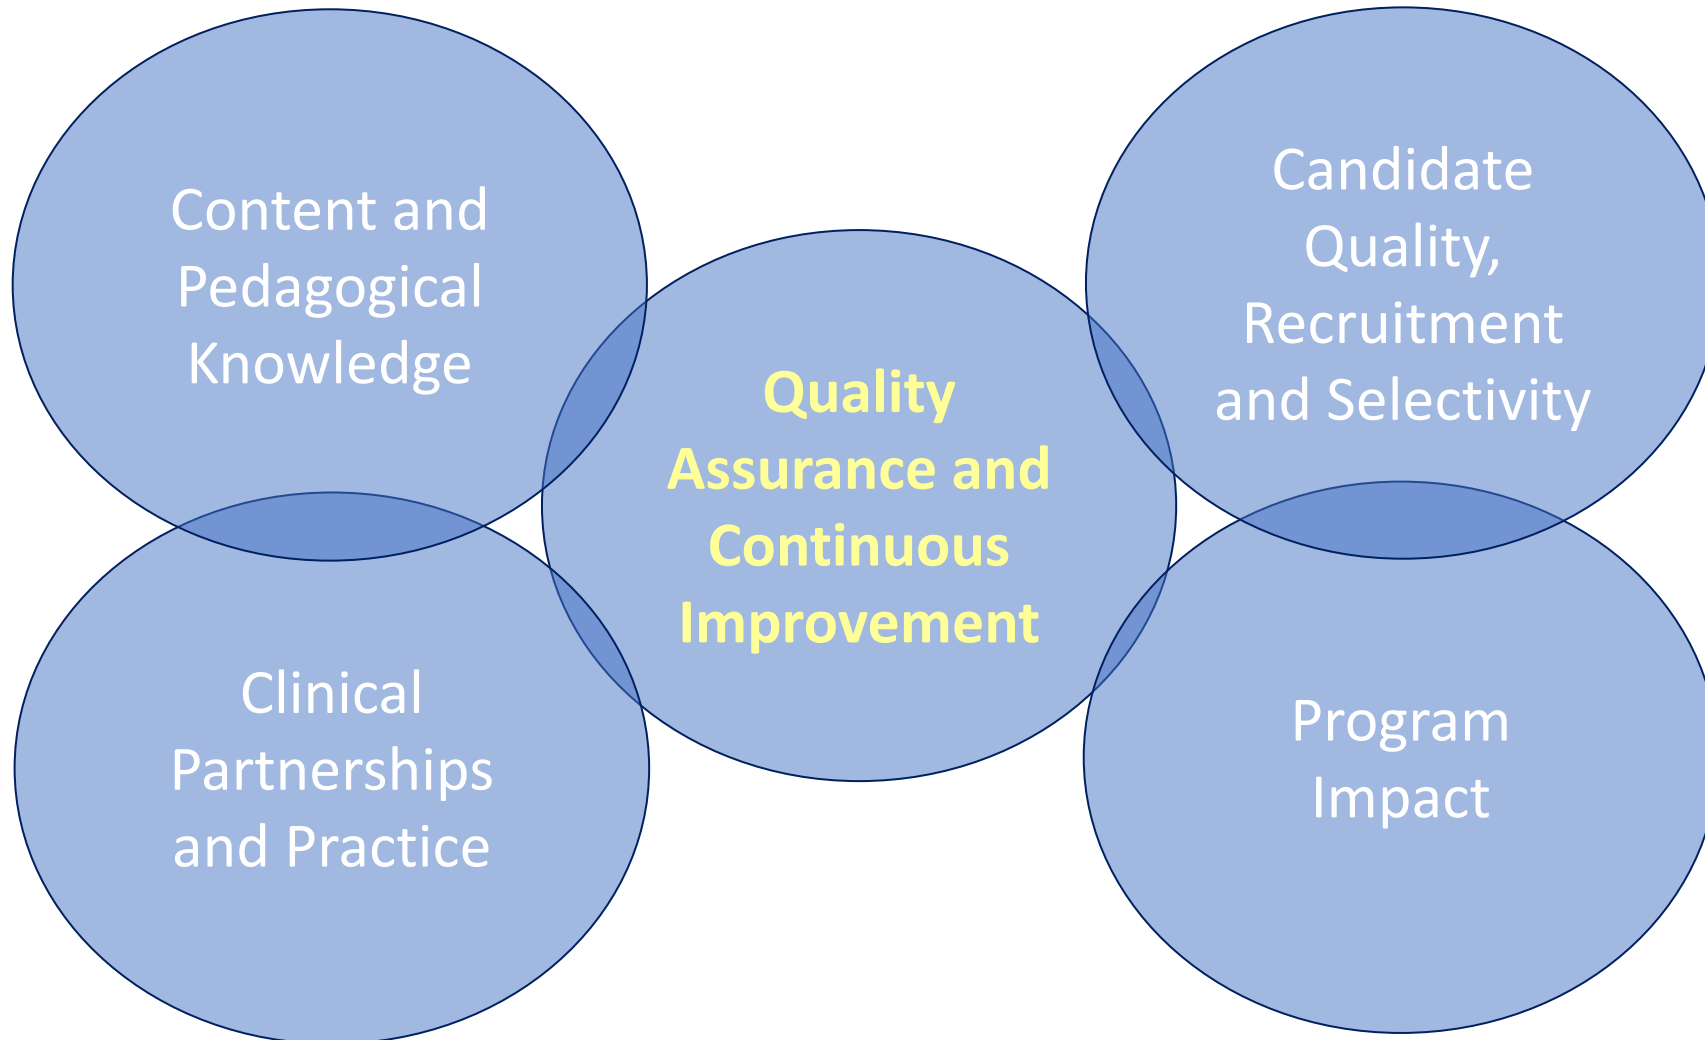 Content and
Pedagogical
Knowledge
Candidate
Quality,
Recruitment
and Selectivity
Quality
Assurance and
Continuous
Improvement
Clinical
Partnerships
and Practice
Program
Impact